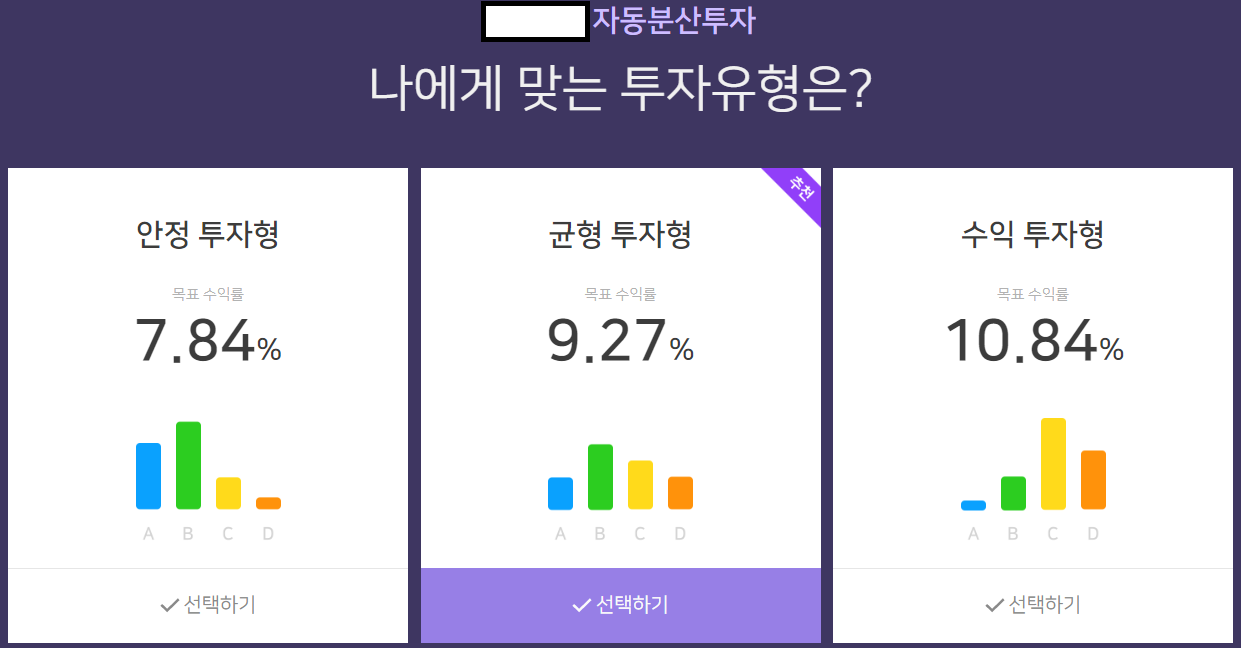 자동분산투자
나에게 맞는 투자유형은?
안정 투자형
목표 수익률
7.84%
A B C D
선택하기
추천
균형 투자형
목표 수익률
9.27%
A B C D
선택하기
수익 투자형
목표 수익률
10.84%
A B C D
선택하기